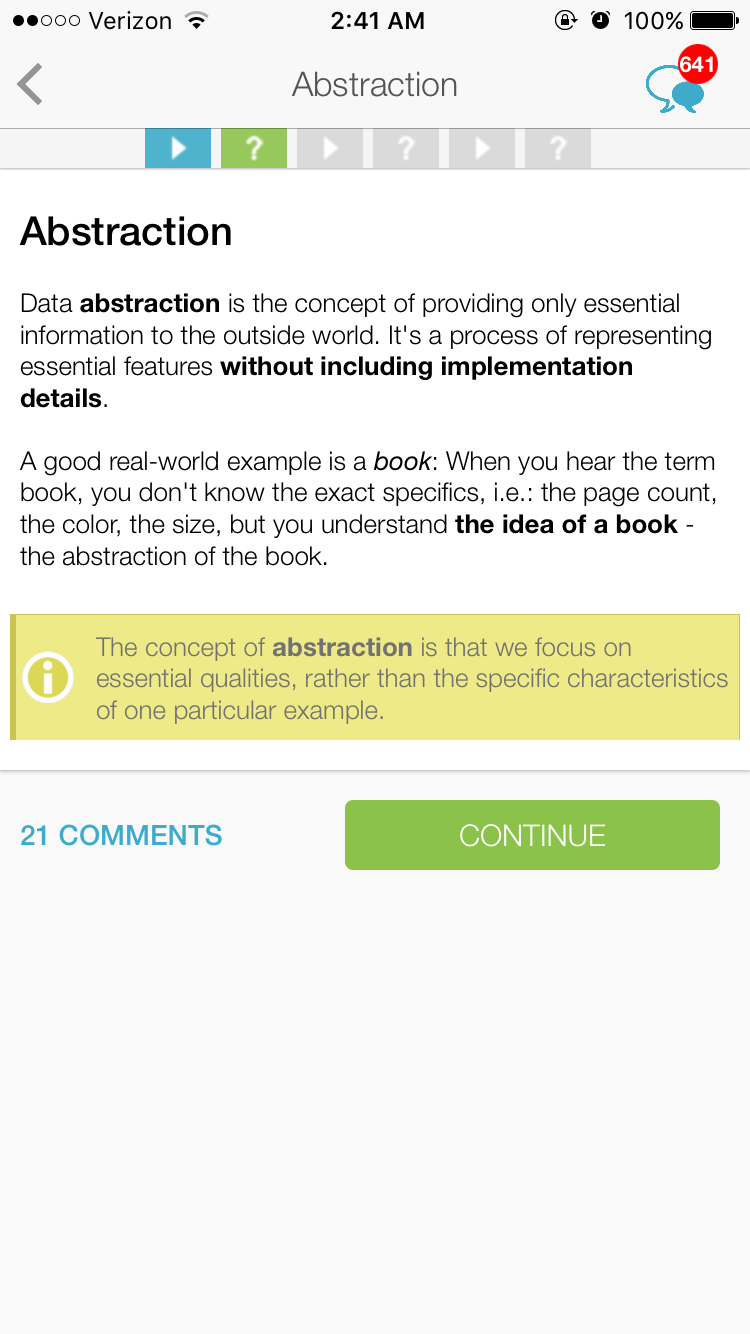 Verizon 2:41 AM 100%
Abstraction
641
? ? ?
Abstraction
Data abstraction is the concept of providing only essential
information to the outside world. It's a process of representing
essential features without including implementation
details.
A good real-world example is a book: When you hear the term
book, you don't know the exact specifics, i.e.: the page count,
the color, the size, but you understand the idea of a book -
the abstraction of the book.
The concept of abstraction is that we focus on
essential qualities, rather than the specific characteristics
of one particular example.
21 COMMENTS
CONTINUE